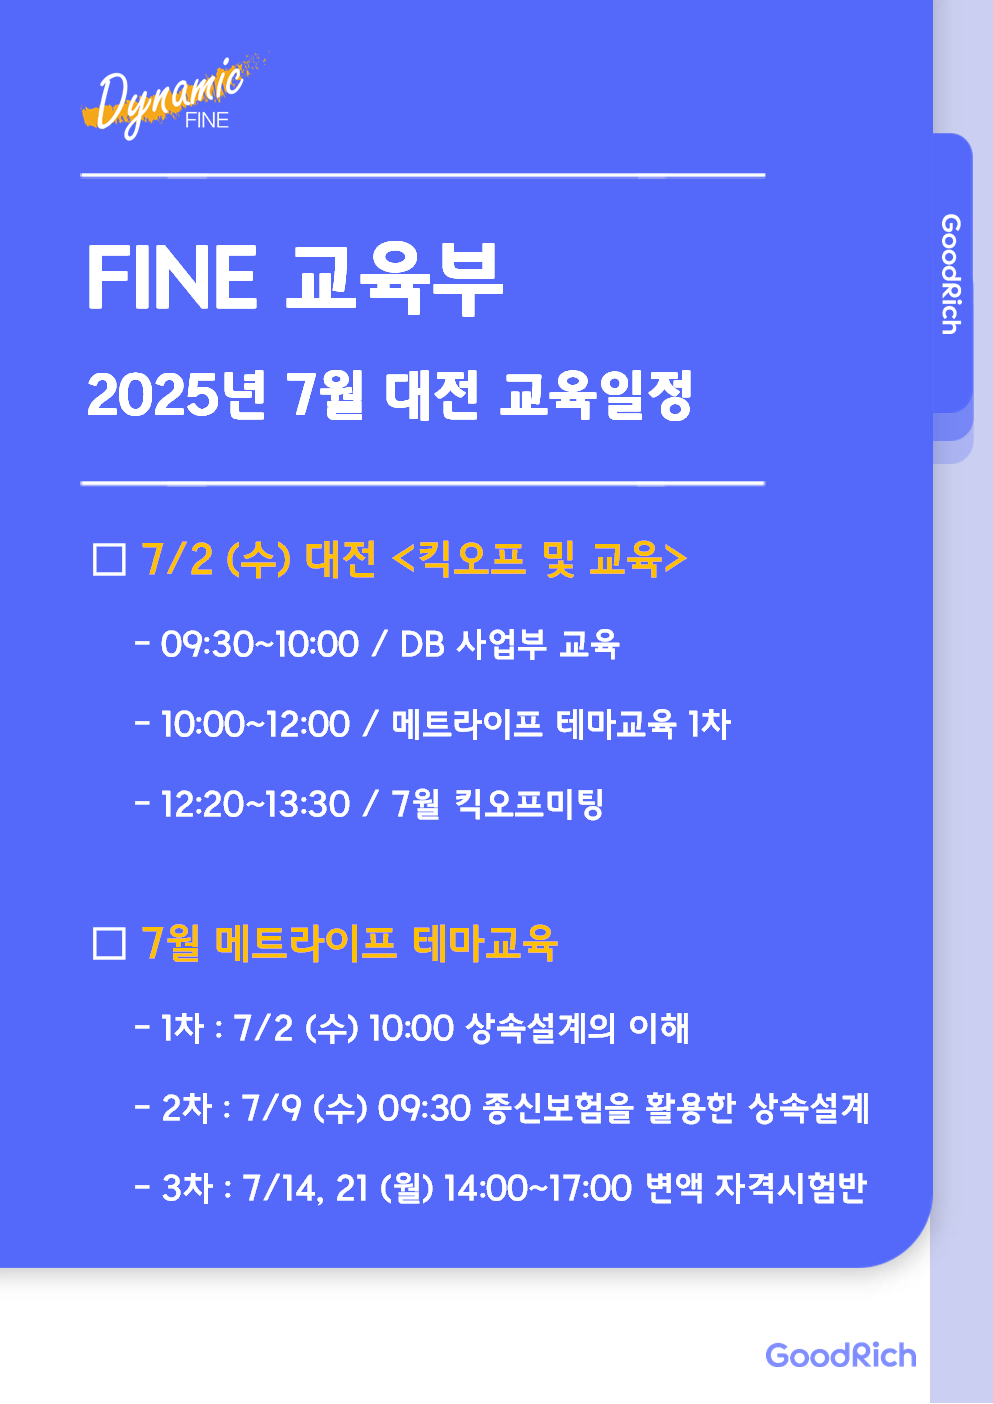 Dynamic
FINE
GoodRich
FINE 교육부
2025년 7월 대전 교육일정
□ 7/2 (수) 대전 <킥오프 및 교육>
- 09:30~10:00 / DB 사업부 교육
- 10:00~12:00 / 메트라이프 테마교육 1차
- 12:20~13:30 / 7월 킥오프미팅
□ 7월 메트라이프 테마교육
- 1차 : 7/2 (수) 10:00 상속설계의 이해
- 2차 : 7/9 (수) 09:30 종신보험을 활용한 상속설계
- 3차 : 7/14, 21 (월) 14:00~17:00 변액 자격시험반
GoodRich